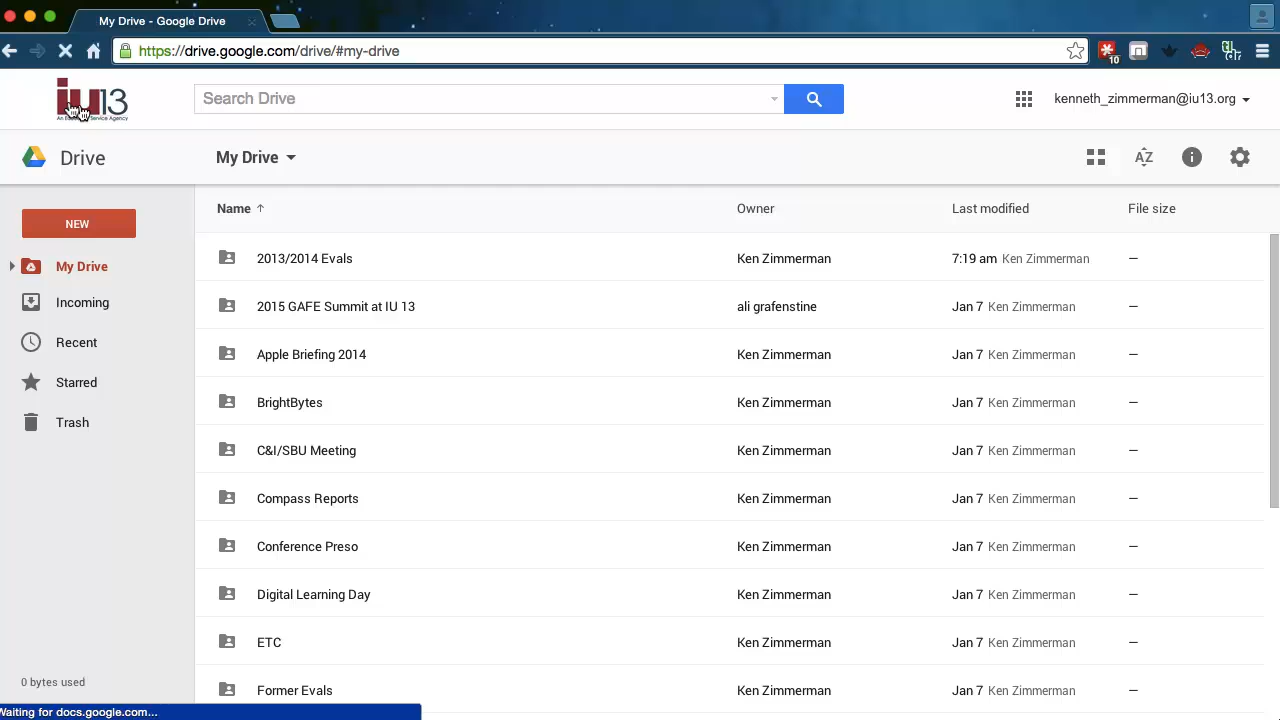 My Drive - Google Drive
https://drive.google.com/drive/#my-drive
10
iu13
Search Drive
kenneth_zimmerman@iu13.org
Drive
My Drive
AZ
NEW
My Drive
Incoming
Recent
Starred
Trash
0 bytes used
Name Owner Last modified File size
2013/2014 Evals Ken Zimmerman 7:19 am Ken Zimmerman —
2015 GAFE Summit at IU 13 ali grafenstine Jan 7 Ken Zimmerman —
Apple Briefing 2014 Ken Zimmerman Jan 7 Ken Zimmerman —
BrightBytes Ken Zimmerman Jan 7 Ken Zimmerman —
C&I/SBU Meeting Ken Zimmerman Jan 7 Ken Zimmerman —
Compass Reports Ken Zimmerman Jan 7 Ken Zimmerman —
Conference Preso Ken Zimmerman Jan 7 Ken Zimmerman —
Digital Learning Day Ken Zimmerman Jan 7 Ken Zimmerman —
ETC Ken Zimmerman Jan 7 Ken Zimmerman —
Former Evals Ken Zimmerman Jan 7 Ken Zimmerman —
Waiting for docs.google.com...